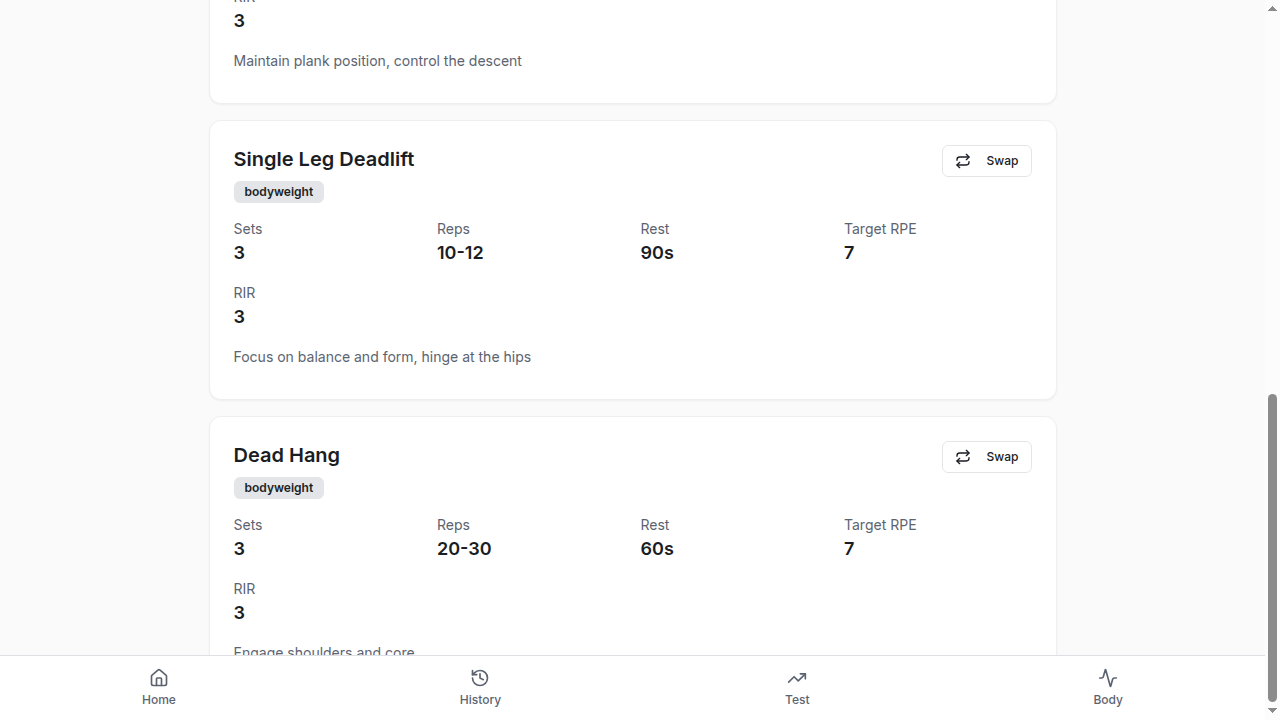 3
Maintain plank position, control the descent
Single Leg Deadlift
Swap
bodyweight
Sets
Reps
Rest
Target RPE
3
10-12
90s
7
RIR
3
Focus on balance and form, hinge at the hips
Dead Hang
Swap
bodyweight
Sets
Reps
Rest
Target RPE
3
20-30
60s
7
RIR
3
Engage shoulders and core
Home
History
Test
Body